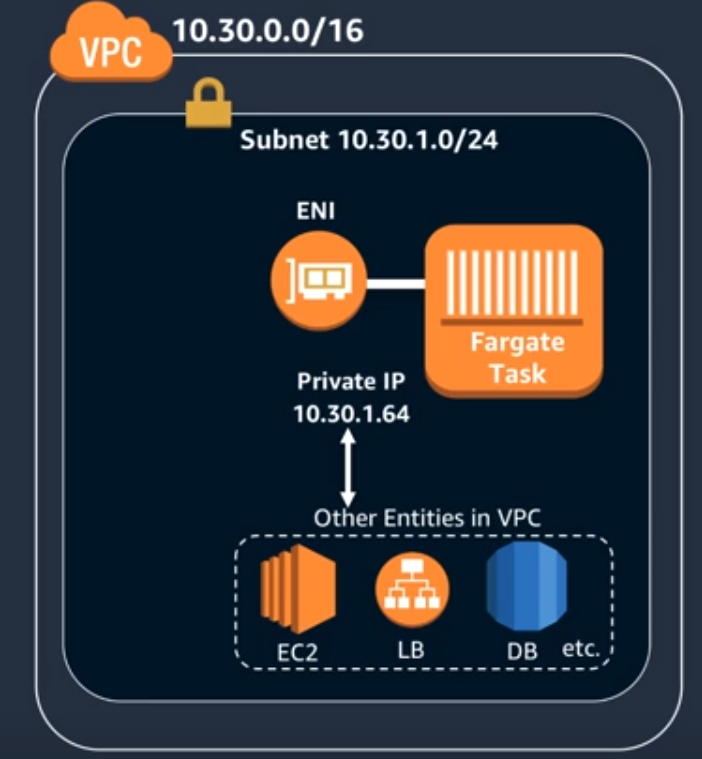 VPC
10.30.0.0/16
Subnet 10.30.1.0/24
ENI
Fargate
Task
Private IP
10.30.1.64
Other Entities in VPC
EC2
LB
DB
etc.